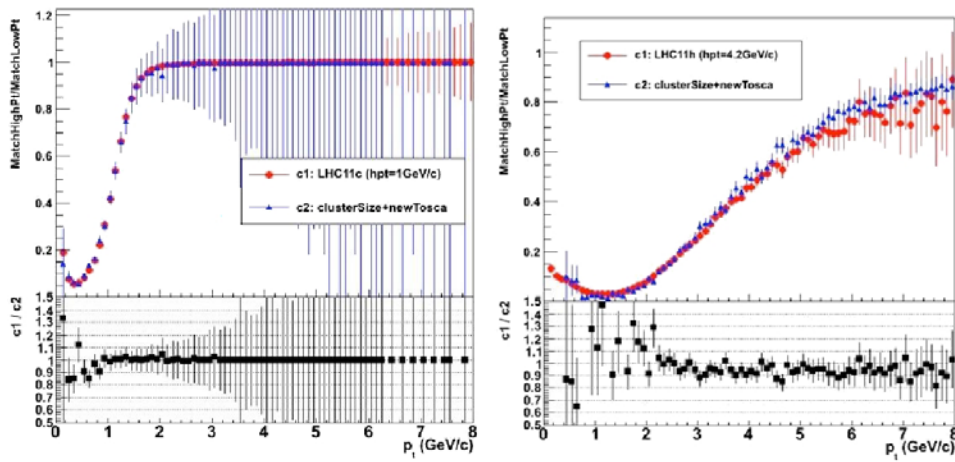 MatchHighPt/MatchLowPt
1
0.8
0.6
0.4
0.2
c1: LHC11c (hpt=1GeV/c)
c2: clusterSize+newTosca
c1 / c2
1.5
1.4
1.3
1.2
1.1
1
0.9
0.8
0.7
0.6
0.5
0 1 2 3 4 5 6 7 8
pt (GeV/c)
MatchHighPt/MatchLowPt
1
0.8
0.6
0.4
0.2
c1: LHC11h (hpt=4.2GeV/c)
c2: clusterSize+newTosca
c1 / c2
1.5
1.4
1.3
1.2
1.1
1
0.9
0.8
0.7
0.6
0.5
0 1 2 3 4 5 6 7 8
pt (GeV/c)